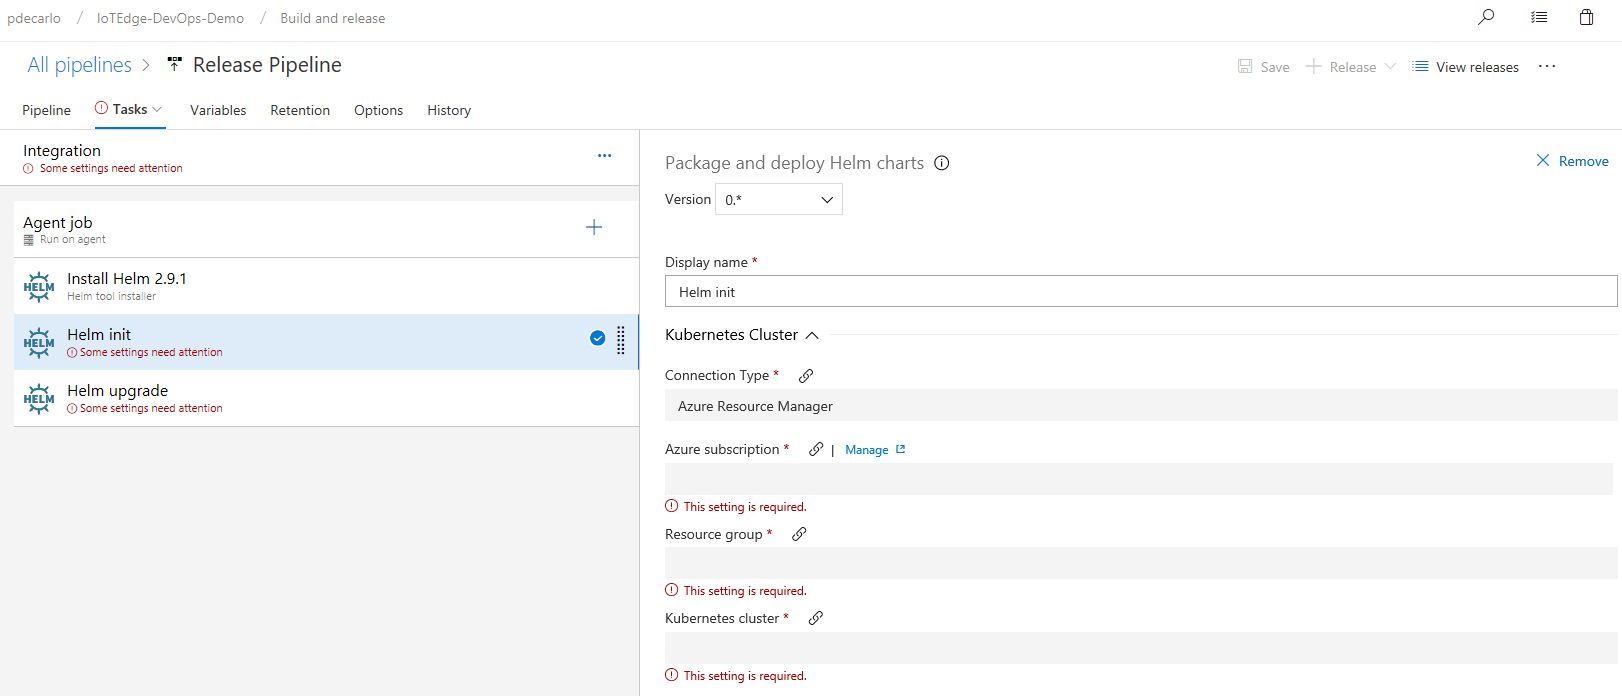 pdecarlo / IoTEdge-DevOps-Demo / Build and release
All pipelines > Release Pipeline
Save Release View releases ...
Pipeline Tasks Variables Retention Options History
Integration
Some settings need attention
Agent job
Run on agent
HELM Install Helm 2.9.1
Helm tool installer
HELM Helm init
Some settings need attention
HELM Helm upgrade
Some settings need attention
Package and deploy Helm charts
Remove
Version 0.*
Display name *
Helm init
Kubernetes Cluster
Connection Type *
Azure Resource Manager
Azure subscription * | Manage
This setting is required.
Resource group *
This setting is required.
Kubernetes cluster *
This setting is required.